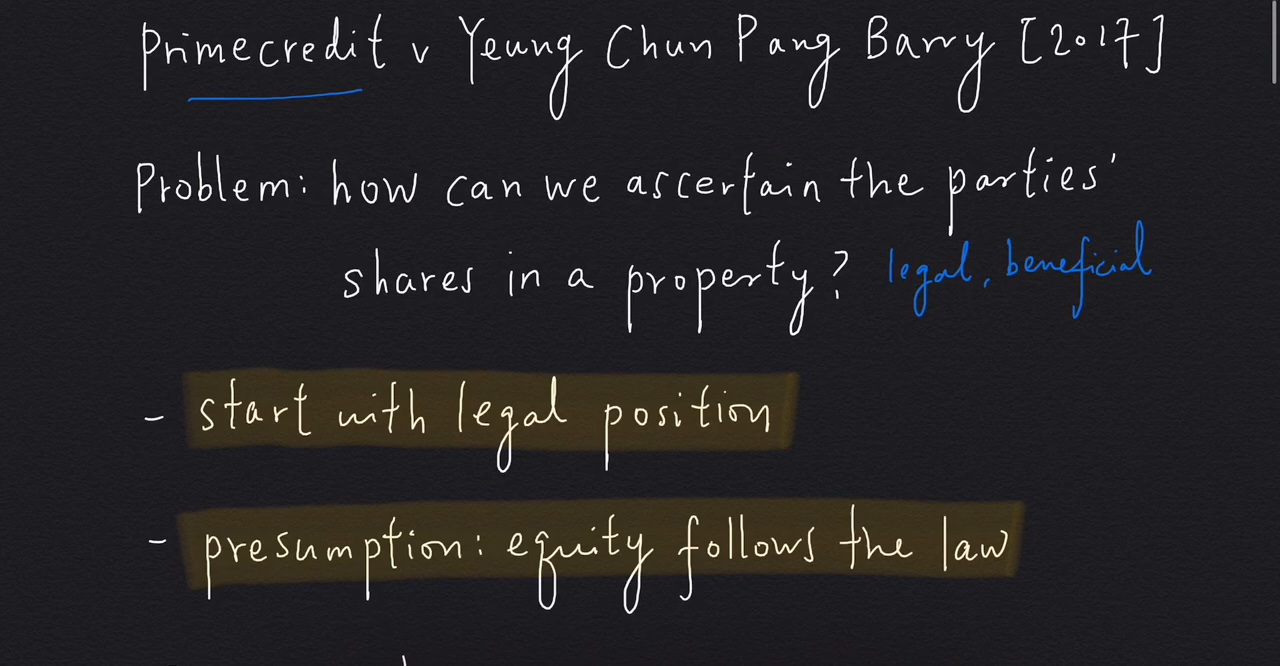 Primecredit v Yeung Chun Pang Barry [2017]
Problem: how can we ascertain the parties'
shares in a property? legal, beneficial
- start with legal position
- presumption: equity follows the law